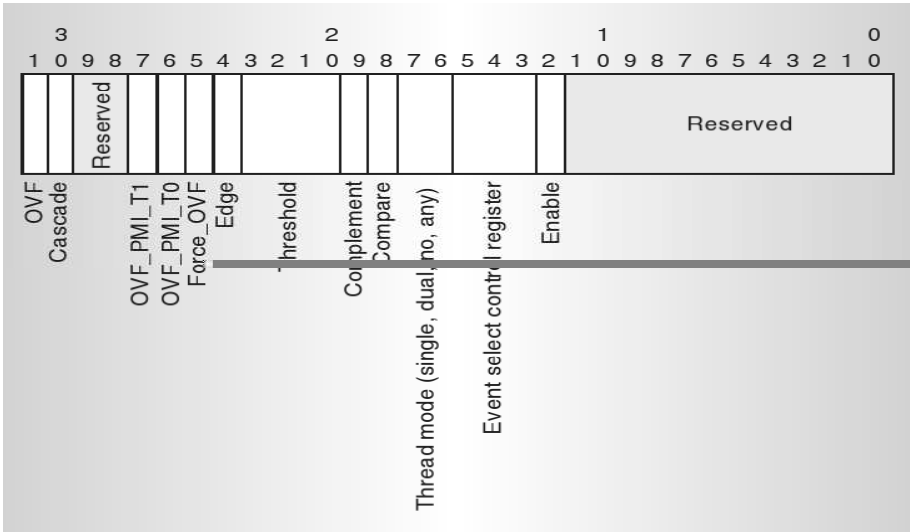 3 2 1 0
1 0 9 8 7 6 5 4 3 2 1 0 9 8 7 6 5 4 3 2 1 0 9 8 7 6 5 4 3 2 1 0
Reserved
Reserved
OVF
Cascade
OVF_PMI_T1
OVF_PMI_T0
Force_OVF
Edge
Threshold
Complement
Compare
Thread mode (single, dual, no, any)
Event select control register
Enable